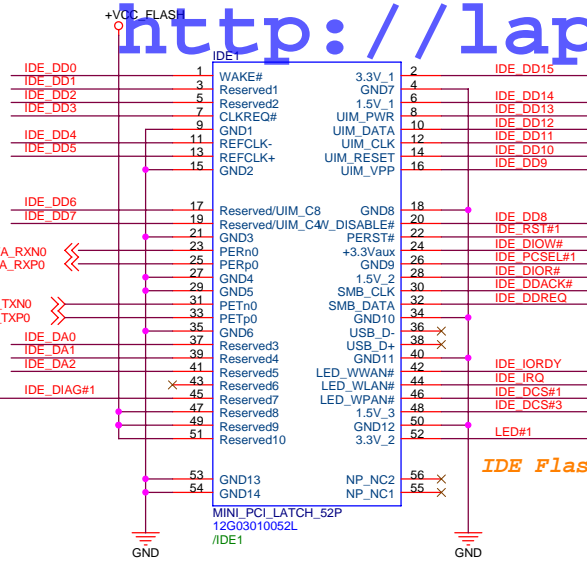 http://lap
+VCC_FLASH
IDE1
IDE_DD0 1 WAKE# 3.3V_1 2 IDE_DD15
IDE_DD1 3 Reserved1 GND7 4
IDE_DD2 5 Reserved2 1.5V_1 6 IDE_DD14
IDE_DD3 7 CLKREQ# UIM_PWR 8 IDE_DD13
9 GND1 UIM_DATA 10 IDE_DD12
IDE_DD4 11 REFCLK- UIM_CLK 12 IDE_DD11
IDE_DD5 13 REFCLK+ UIM_RESET 14 IDE_DD10
15 GND2 UIM_VPP 16 IDE_DD9
IDE_DD6 17 Reserved/UIM_C8 GND8 18
IDE_DD7 19 Reserved/UIM_C4 W_DISABLE# 20 IDE_DD8
21 GND3 PERST# 22 IDE_RST#1
A_RXN0 23 PERn0 +3.3Vaux 24 IDE_DIOW#
A_RXP0 25 PERp0 GND9 26 IDE_PCSEL#1
27 GND4 1.5V_2 28 IDE_DIOR#
29 GND5 SMB_CLK 30 IDE_DDACK#
_TXN0 31 PETn0 SMB_DATA 32 IDE_DDREQ
_TXP0 33 PETp0 GND10 34
35 GND6 USB_D- 36
IDE_DA0 37 Reserved3 USB_D+ 38
IDE_DA1 39 Reserved4 GND11 40
IDE_DA2 41 Reserved5 LED_WWAN# 42 IDE_IORDY
43 Reserved6 LED_WLAN# 44 IDE_IRQ
IDE_DIAG#1 45 Reserved7 LED_WPAN# 46 IDE_DCS#1
47 Reserved8 1.5V_3 48 IDE_DCS#3
49 Reserved9 GND12 50
51 Reserved10 3.3V_2 52 LED#1
IDE Flas
53 GND13 NP_NC2 56
54 GND14 NP_NC1 55
MINI_PCI_LATCH_52P
12G03010052L
/IDE1
GND GND